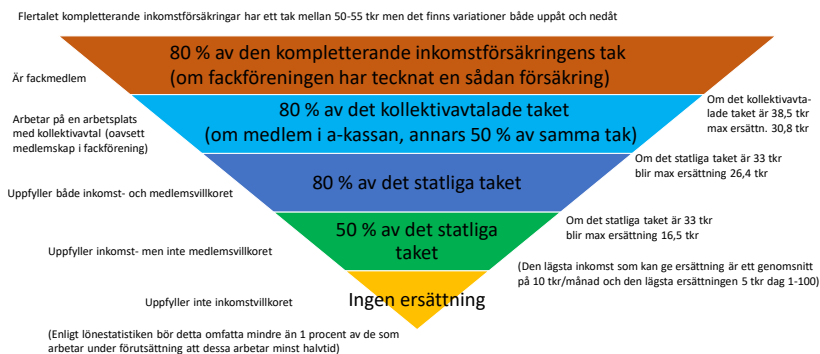 Flertalet kompletterande inkomstförsäkringar har ett tak mellan 50-55 tkr men det finns variationer både uppåt och nedåt
80 % av den kompletterande inkomstförsäkringens tak
(om fackföreningen har tecknat en sådan försäkring)
Är fackmedlem
80 % av det kollektivavtalade taket
(om medlem i a-kassan, annars 50 % av samma tak)
Arbetar på en arbetsplats
med kollektivavtal (oavsett
medlemskap i fackförening)
Om det kollektivavta-
lade taket är 38,5 tkr
max ersättn. 30,8 tkr
80 % av det statliga taket
Uppfyller både inkomst- och medlemsvillkoret
Om det statliga taket är 33 tkr
blir max ersättning 26,4 tkr
50 % av det statliga
taket
Uppfyller inkomst- men inte medlemsvillkoret
Om det statliga taket är 33 tkr
blir max ersättning 16,5 tkr
(Den lägsta inkomst som kan ge ersättning är ett genomsnitt
på 10 tkr/månad och den lägsta ersättningen 5 tkr dag 1-100)
Uppfyller inte inkomstvillkoret
Ingen ersättning
(Enligt lönestatistiken bör detta omfatta mindre än 1 procent av de som
arbetar under förutsättning att dessa arbetar minst halvtid)